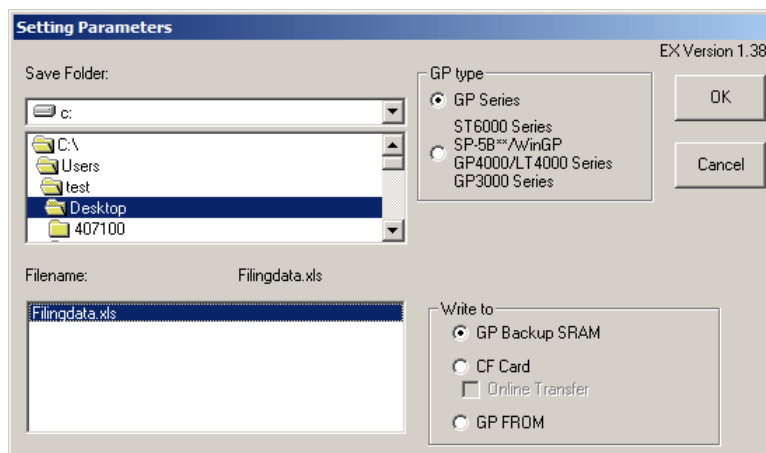 Setting Parameters
EX Version 1.38
Save Folder:
c:
C:\
Users
test
Desktop
407100
GP type
GP Series
ST6000 Series
SP-5B**/WinGP
GP4000/LT4000 Series
GP3000 Series
OK
Cancel
Filename: Filingdata.xls
Filingdata.xls
Write to
GP Backup SRAM
CF Card
Online Transfer
GP FROM